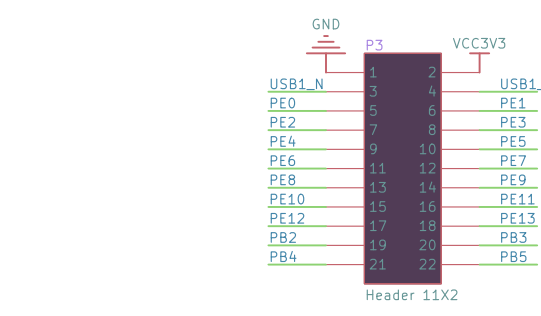 GND
P3 VCC3V3
1 2
USB1_N 3 4 USB1_
PE0 5 6 PE1
PE2 7 8 PE3
PE4 9 10 PE5
PE6 11 12 PE7
PE8 13 14 PE9
PE10 15 16 PE11
PE12 17 18 PE13
PB2 19 20 PB3
PB4 21 22 PB5
Header 11X2